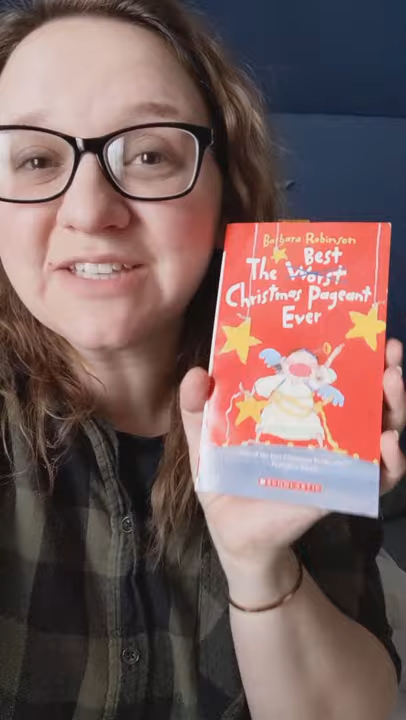 Barbara Robinson
Best
The Worst
Christmas Pageant
Ever
SCHOLASTIC